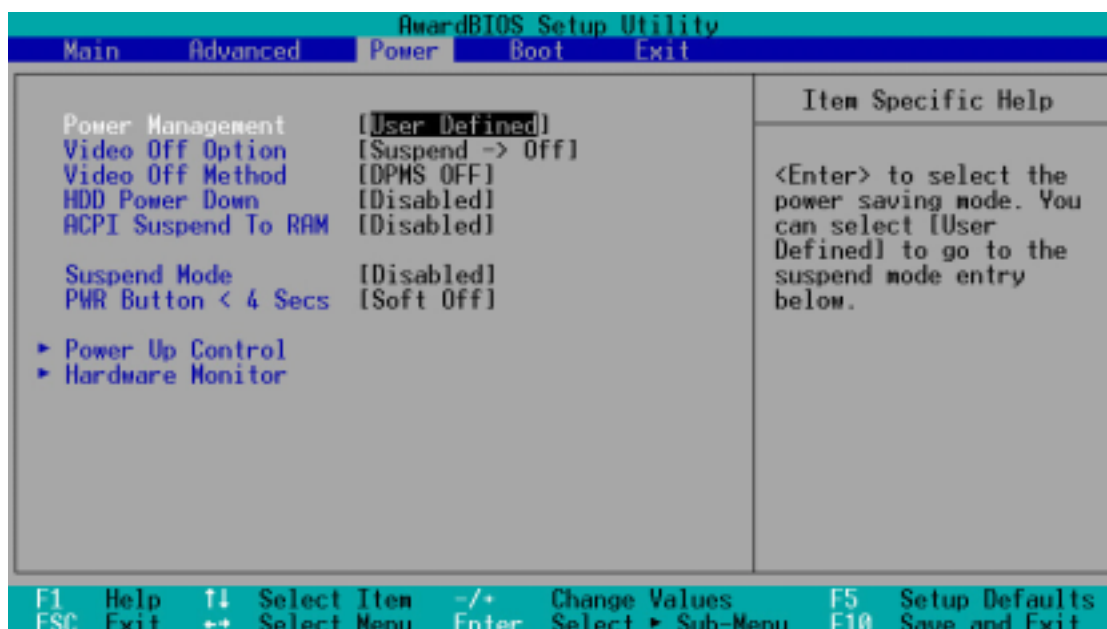 AwardBIOS Setup Utility
Main Advanced Power Boot Exit
Power Management [User Defined]
Video Off Option [Suspend -> Off]
Video Off Method [DPMS OFF]
HDD Power Down [Disabled]
ACPI Suspend To RAM [Disabled]
Suspend Mode [Disabled]
PWR Button < 4 Secs [Soft Off]
► Power Up Control
► Hardware Monitor
Item Specific Help
<Enter> to select the
power saving mode. You
can select [User
Defined] to go to the
suspend mode entry
below.
F1 Help ↑↓ Select Item -/+ Change Values F5 Setup Defaults
ESC Exit ←→ Select Menu Enter Select ► Sub-Menu F10 Save and Exit